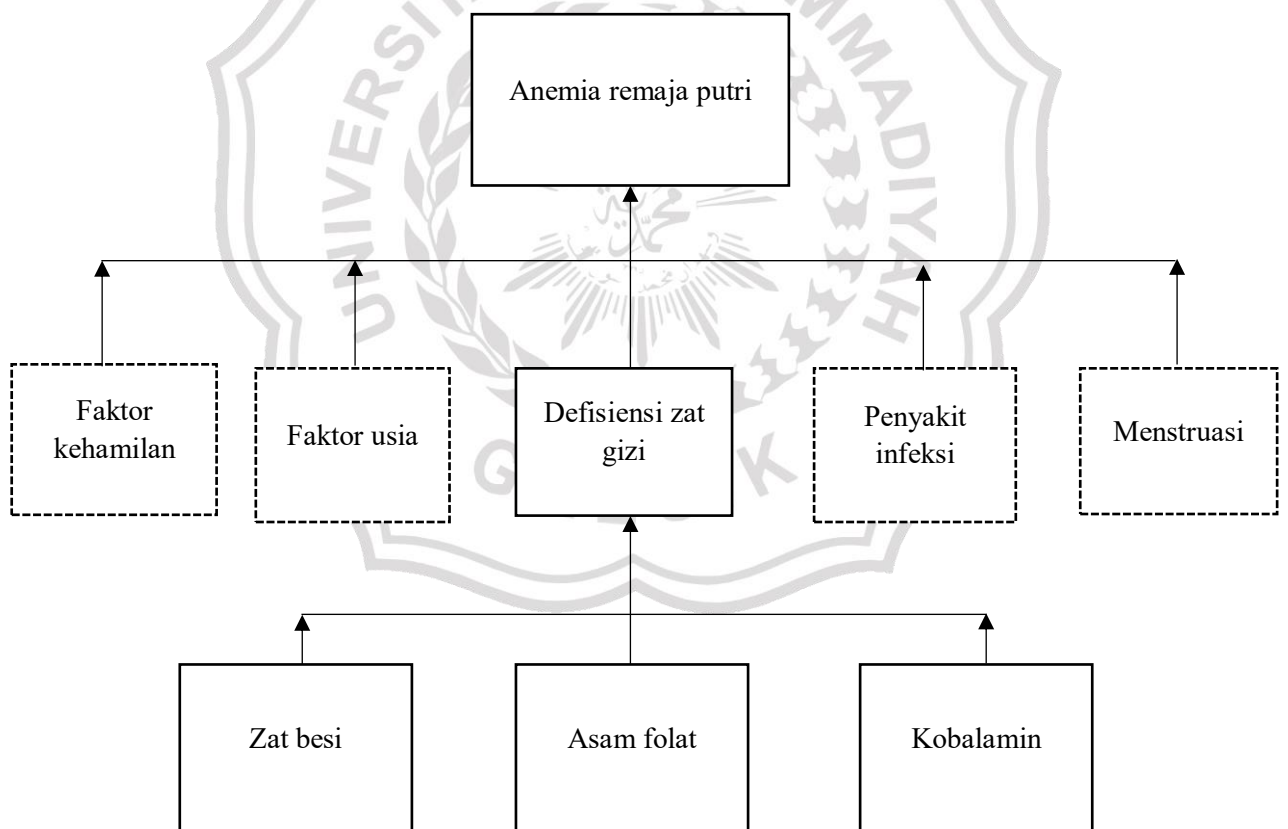 Anemia remaja putri
Faktor
kehamilan
Faktor usia
Defisiensi zat
gizi
Penyakit
infeksi
Menstruasi
Zat besi
Asam folat
Kobalamin